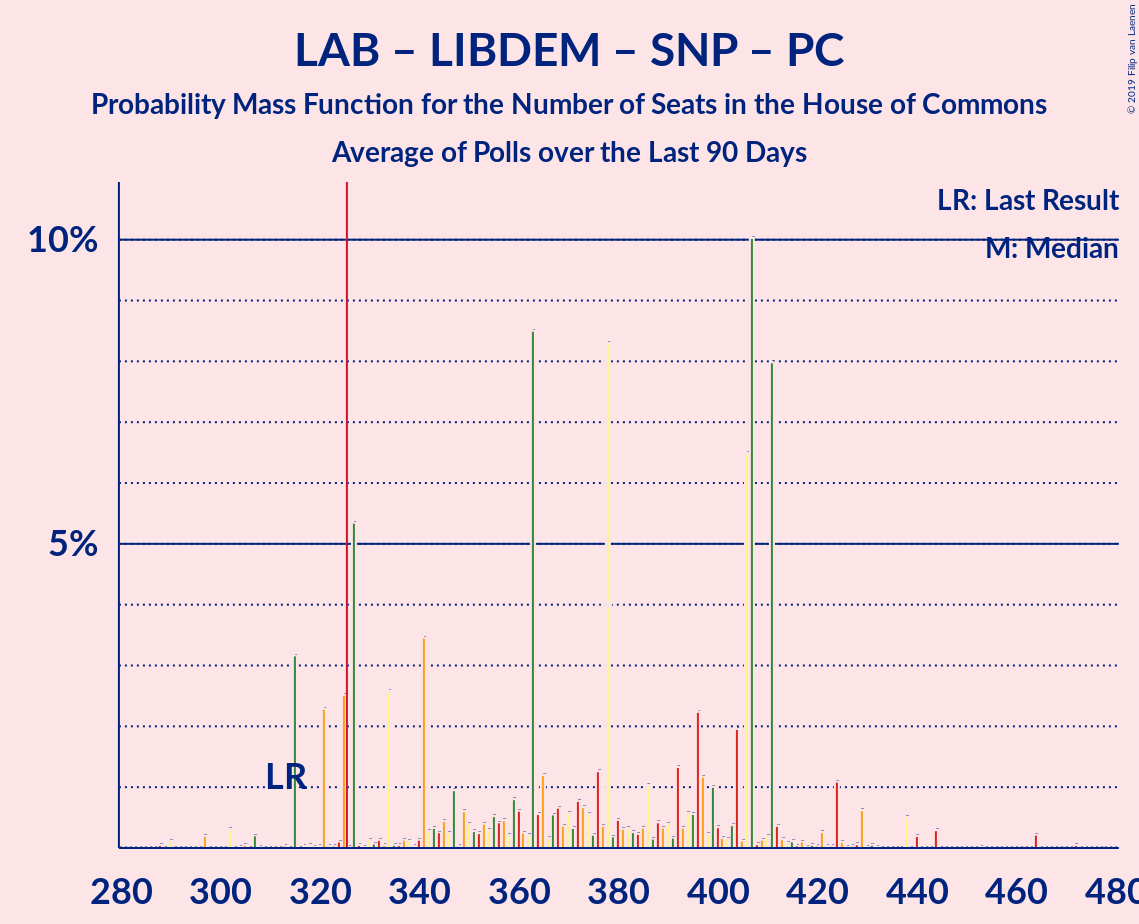 LAB – LIBDEM – SNP – PC
Probability Mass Function for the Number of Seats in the House of Commons
Average of Polls over the Last 90 Days
© 2019 Filip van Laenen
LR: Last Result
M: Median
10%
5%
LR
280 300 320 340 360 380 400 420 440 460 480